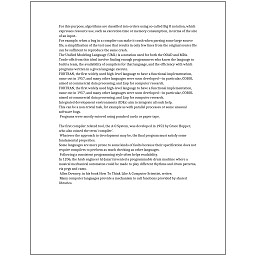 For this purpose, algorithms are classified into orders using so-called Big O notation, which
expresses resource use, such as execution time or memory consumption, in terms of the size
of an input.
For example, when a bug in a compiler can make it crash when parsing some large source
file, a simplification of the test case that results in only few lines from the original source file
can be sufficient to reproduce the same crash.
The Unified Modeling Language (UML) is a notation used for both the OOAD and MDA.
Trade-offs from this ideal involve finding enough programmers who know the language to
build a team, the availability of compilers for that language, and the efficiency with which
programs written in a given language execute.
FORTRAN, the first widely used high-level language to have a functional implementation,
came out in 1957, and many other languages were soon developed—in particular, COBOL
aimed at commercial data processing, and Lisp for computer research.
FORTRAN, the first widely used high-level language to have a functional implementation,
came out in 1957, and many other languages were soon developed—in particular, COBOL
aimed at commercial data processing, and Lisp for computer research.
Integrated development environments (IDEs) aim to integrate all such help.
This can be a non-trivial task, for example as with parallel processes or some unusual
software bugs.
Programs were mostly entered using punched cards or paper tape.
The first compiler related tool, the A-0 System, was developed in 1952 by Grace Hopper,
who also coined the term 'compiler'.
Whatever the approach to development may be, the final program must satisfy some
fundamental properties.
Some languages are more prone to some kinds of faults because their specification does not
require compilers to perform as much checking as other languages.
Following a consistent programming style often helps readability.
In 1206, the Arab engineer Al-Jazari invented a programmable drum machine where a
musical mechanical automaton could be made to play different rhythms and drum patterns,
via pegs and cams.
Allen Downey, in his book How To Think Like A Computer Scientist, writes:
Many computer languages provide a mechanism to call functions provided by shared
libraries.